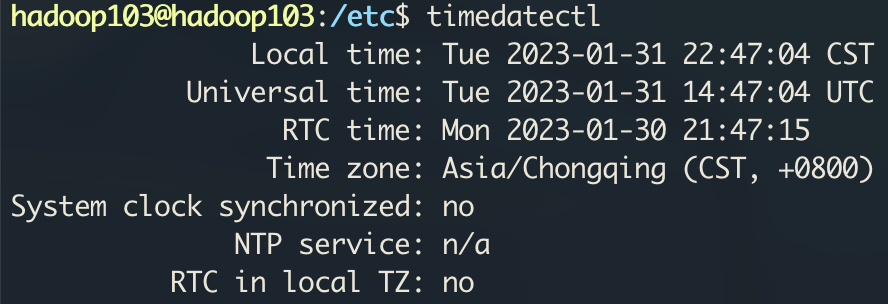 hadoop103@hadoop103:/etc$ timedatectl
Local time: Tue 2023-01-31 22:47:04 CST
Universal time: Tue 2023-01-31 14:47:04 UTC
RTC time: Mon 2023-01-30 21:47:15
Time zone: Asia/Chongqing (CST, +0800)
System clock synchronized: no
NTP service: n/a
RTC in local TZ: no